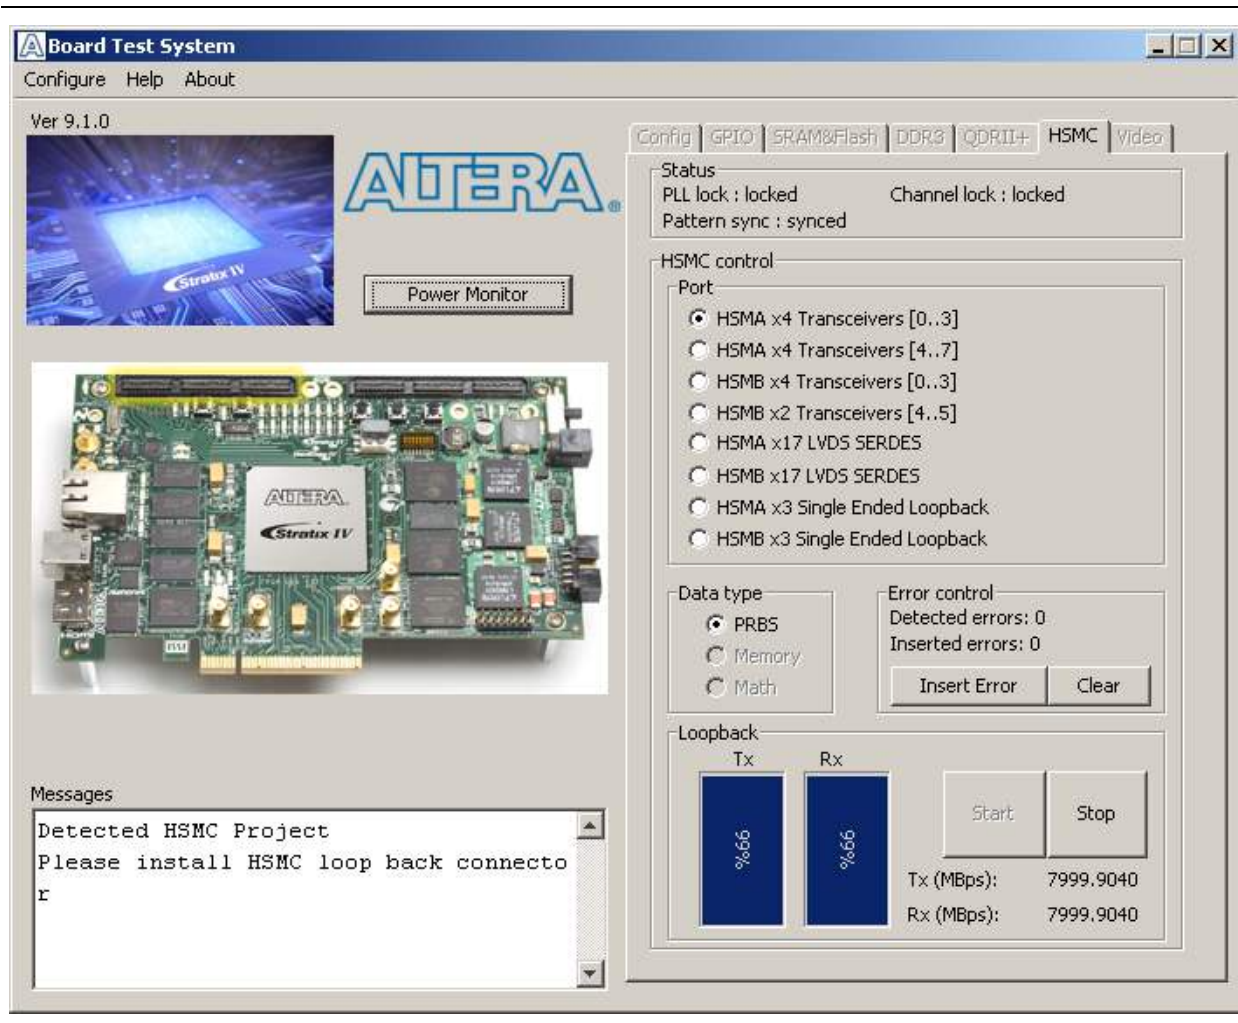 Board Test System
Configure Help About
Ver 9.1.0
Stratix IV
ALTERA
Power Monitor
ALTERA
Stratix IV
ISSI
Messages
Detected HSMC Project
Please install HSMC loop back connecto
r
Config GPIO SRAM&Flash DDR3 QDRII+ HSMC Video
Status
PLL lock : locked Channel lock : locked
Pattern sync : synced
HSMC control
Port
HSMA x4 Transceivers [0..3]
HSMA x4 Transceivers [4..7]
HSMB x4 Transceivers [0..3]
HSMB x2 Transceivers [4..5]
HSMA x17 LVDS SERDES
HSMB x17 LVDS SERDES
HSMA x3 Single Ended Loopback
HSMB x3 Single Ended Loopback
Data type
PRBS
Memory
Math
Error control
Detected errors: 0
Inserted errors: 0
Insert Error Clear
Loopback
Tx Rx
99% 99%
Start Stop
Tx (MBps): 7999.9040
Rx (MBps): 7999.9040